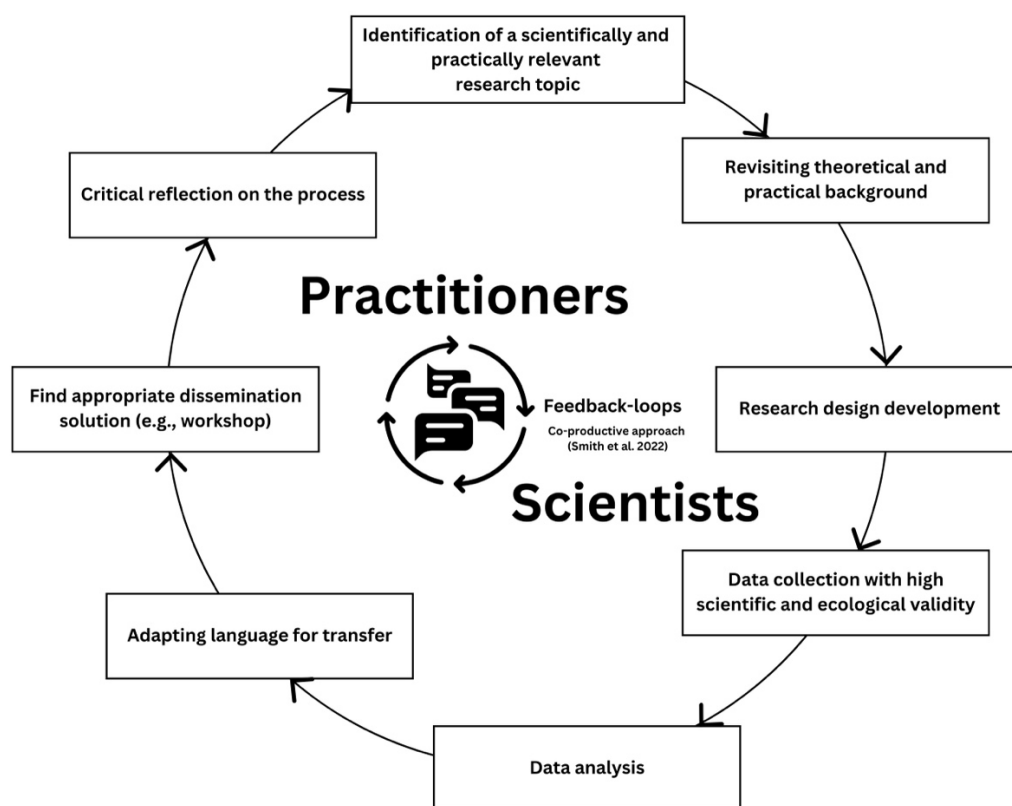 Identification of a scientifically and
practically relevant
research topic
Revisiting theoretical and
practical background
Research design development
Data collection with high
scientific and ecological validity
Data analysis
Adapting language for transfer
Find appropriate dissemination
solution (e.g., workshop)
Critical reflection on the process
Practitioners
Feedback-loops
Co-productive approach
(Smith et al. 2022)
Scientists